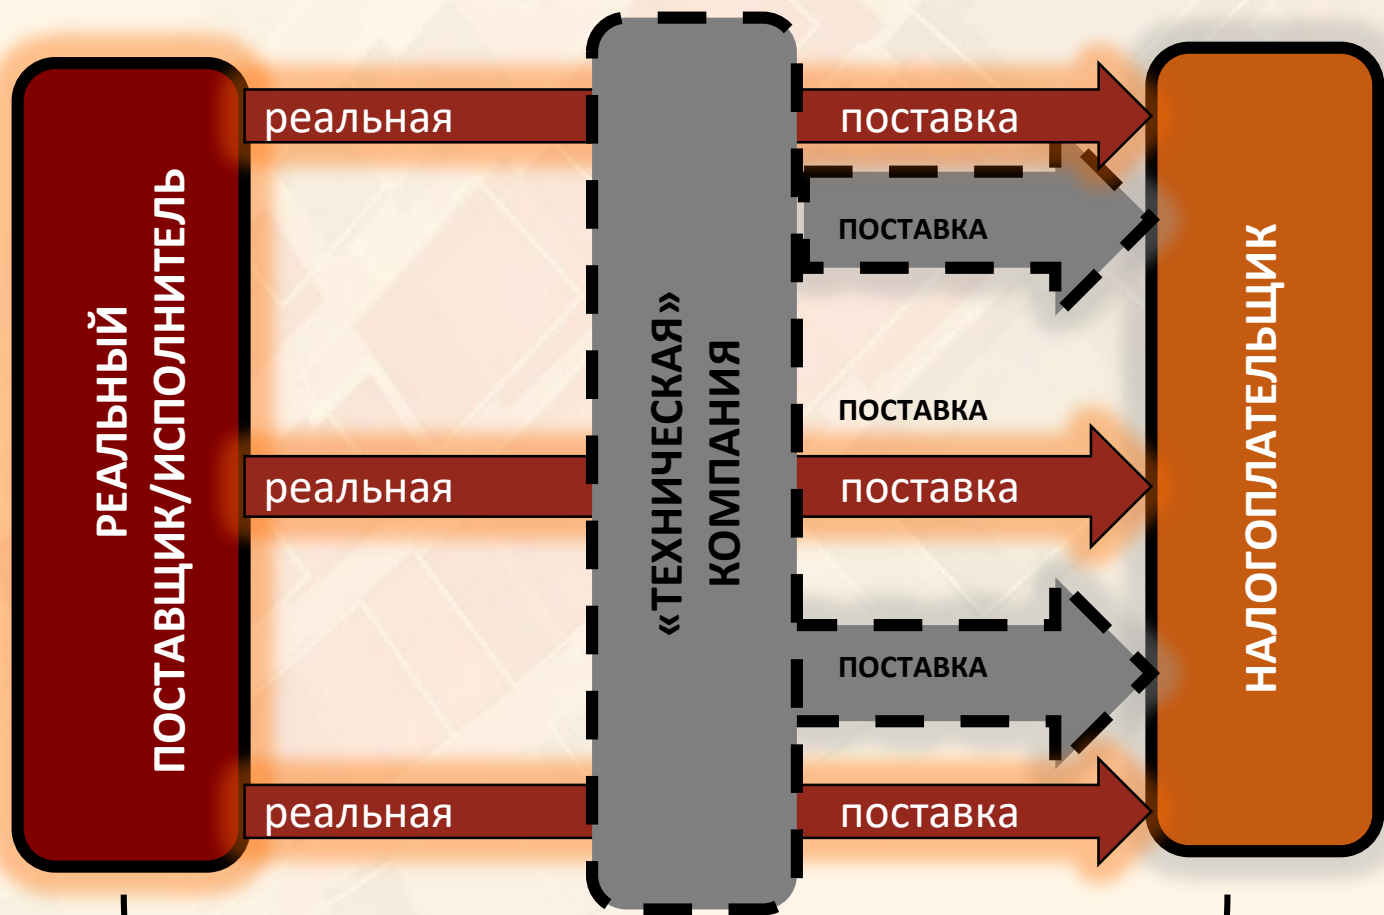 РЕАЛЬНЫЙ
ПОСТАВЩИК/ИСПОЛНИТЕЛЬ
«ТЕХНИЧЕСКАЯ»
КОМПАНИЯ
НАЛОГОПЛАТЕЛЬЩИК
реальная
поставка
ПОСТАВКА
ПОСТАВКА
реальная
поставка
ПОСТАВКА
реальная
поставка